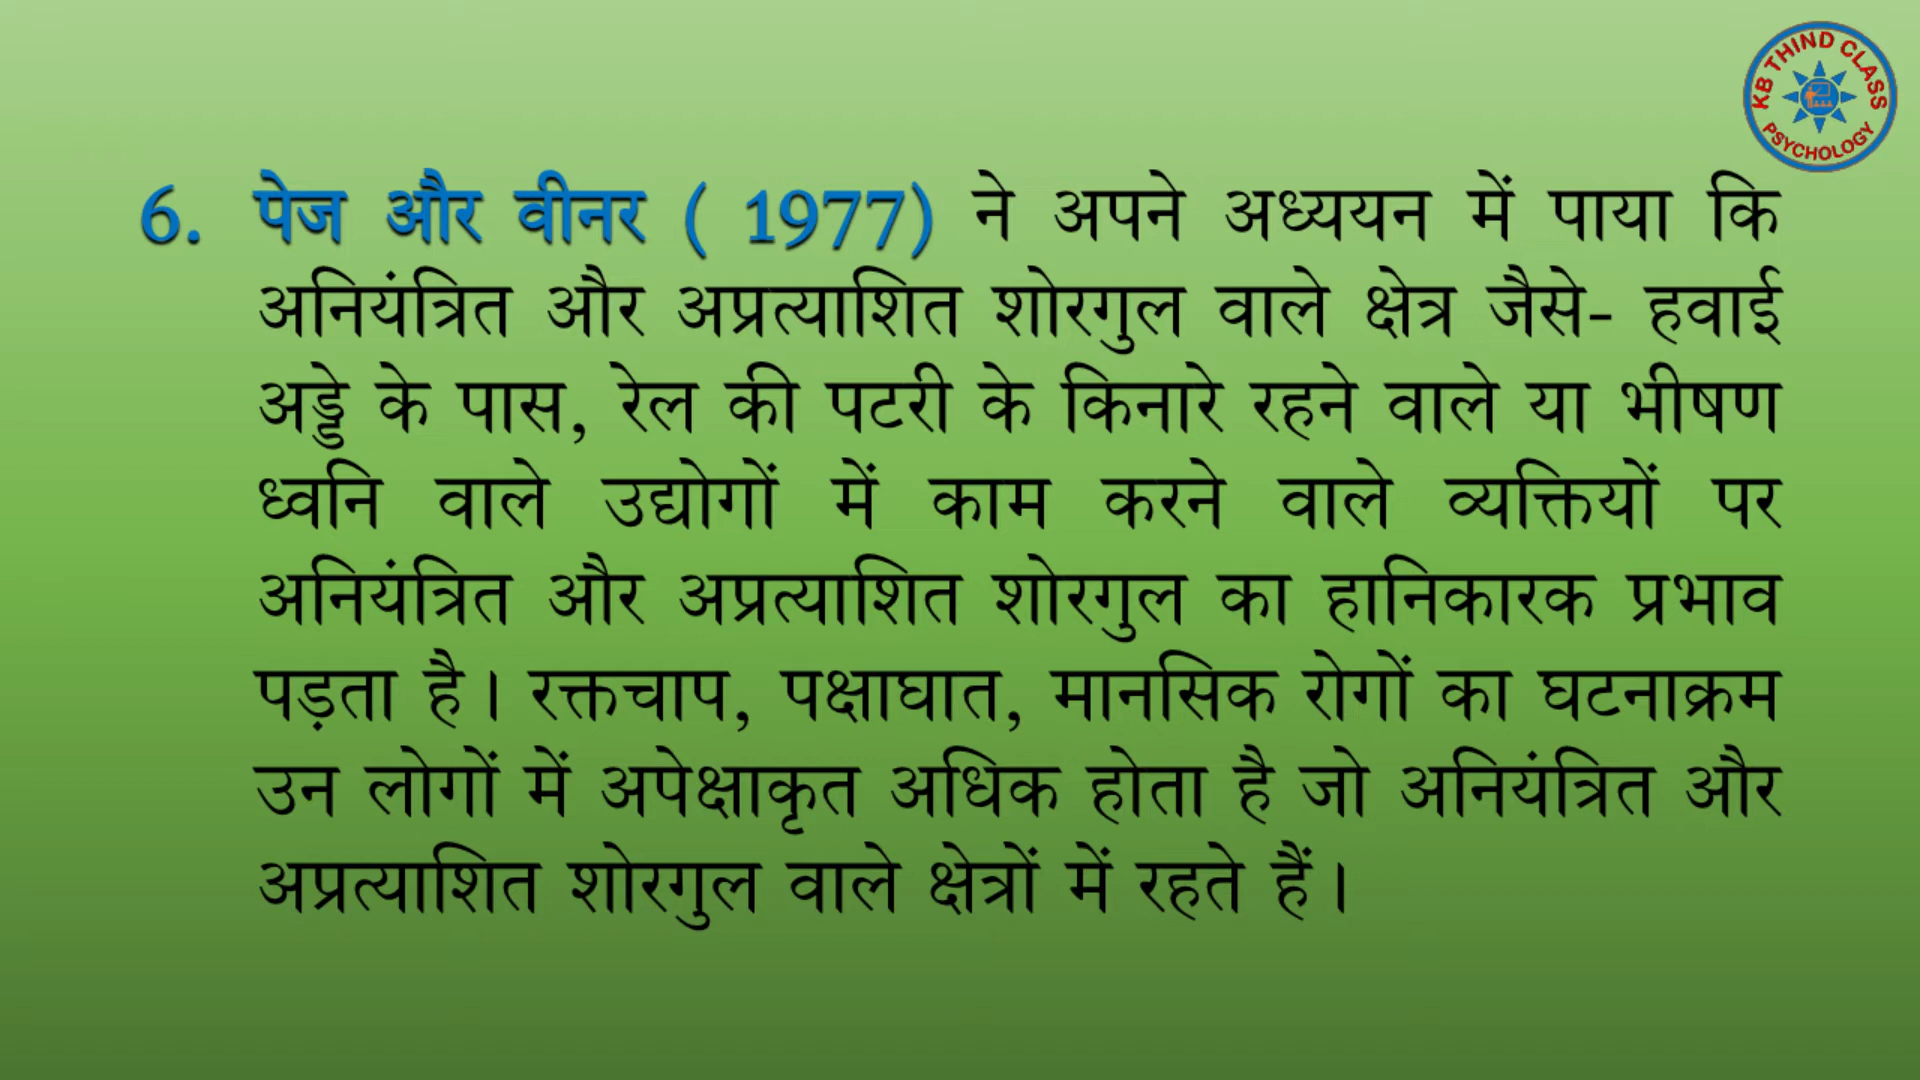 KB THIND CLASS
PSYCHOLOGY
6. पेज और वीनर ( 1977) ने अपने अध्ययन में पाया कि
अनियंत्रित और अप्रत्याशित शोरगुल वाले क्षेत्र जैसे- हवाई
अड्डे के पास, रेल की पटरी के किनारे रहने वाले या भीषण
ध्वनि वाले उद्योगों में काम करने वाले व्यक्तियों पर
अनियंत्रित और अप्रत्याशित शोरगुल का हानिकारक प्रभाव
पड़ता है। रक्तचाप, पक्षाघात, मानसिक रोगों का घटनाक्रम
उन लोगों में अपेक्षाकृत अधिक होता है जो अनियंत्रित और
अप्रत्याशित शोरगुल वाले क्षेत्रों में रहते हैं।